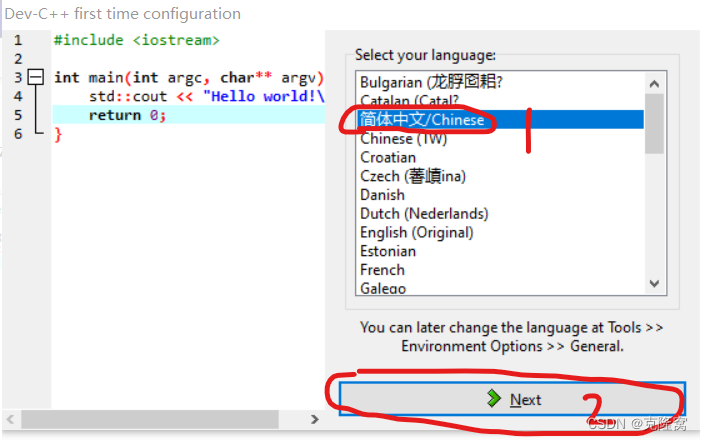 Dev-C++ first time configuration
1 #include <iostream>
2
3 int main(int argc, char** argv)
4 std::cout << "Hello world!\
5 return 0;
6 }
Select your language:
Bulgarian (龙脬囵耜?
Catalan (Catal?
简体中文/Chinese
Chinese (TW)
Croatian
Czech (蓍嶒ina)
Danish
Dutch (Nederlands)
English (Original)
Estonian
French
Galego
1
You can later change the language at Tools >>
Environment Options >> General.
Next
2
CSDN @克隆窝